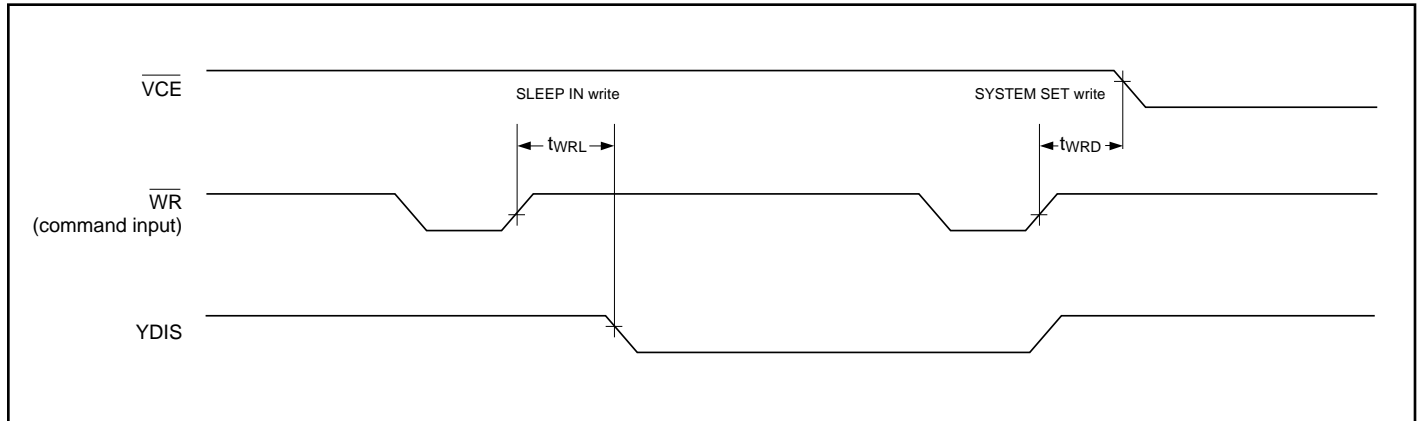 VCE
SLEEP IN write
SYSTEM SET write
tWRL
tWRD
WR
(command input)
YDIS